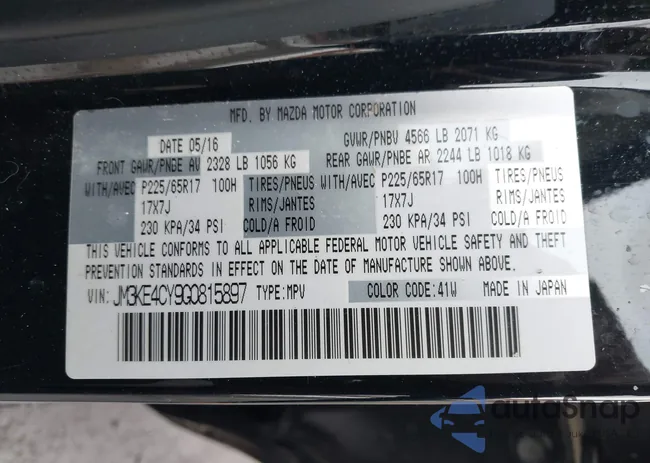 MFD. BY MAZDA MOTOR CORPORATION
DATE 05/16 GVWR/PNBV 4566 LB 2071 KG
FRONT GAWR/PNBE AV 2328 LB 1056 KG REAR GAWR/PNBE AR 2244 LB 1018 KG
WITH/AVEC P225/65R17 100H TIRES/PNEUS P225/65R17 100H TIRES/PNEUS
17X7J RIMS/JANTES 17X7J RIMS/JANTES
230 KPA/34 PSI COLD/A FROID 230 KPA/34 PSI COLD/A FROID
THIS VEHICLE CONFORMS TO ALL APPLICABLE FEDERAL MOTOR VEHICLE SAFETY AND THEFT
PREVENTION STANDARDS IN EFFECT ON THE DATE OF MANUFACTURE SHOWN ABOVE.
VIN: JM3KE4CY9G0815897 TYPE: MPV COLOR CODE: 41W MADE IN JAPAN
autoSnap